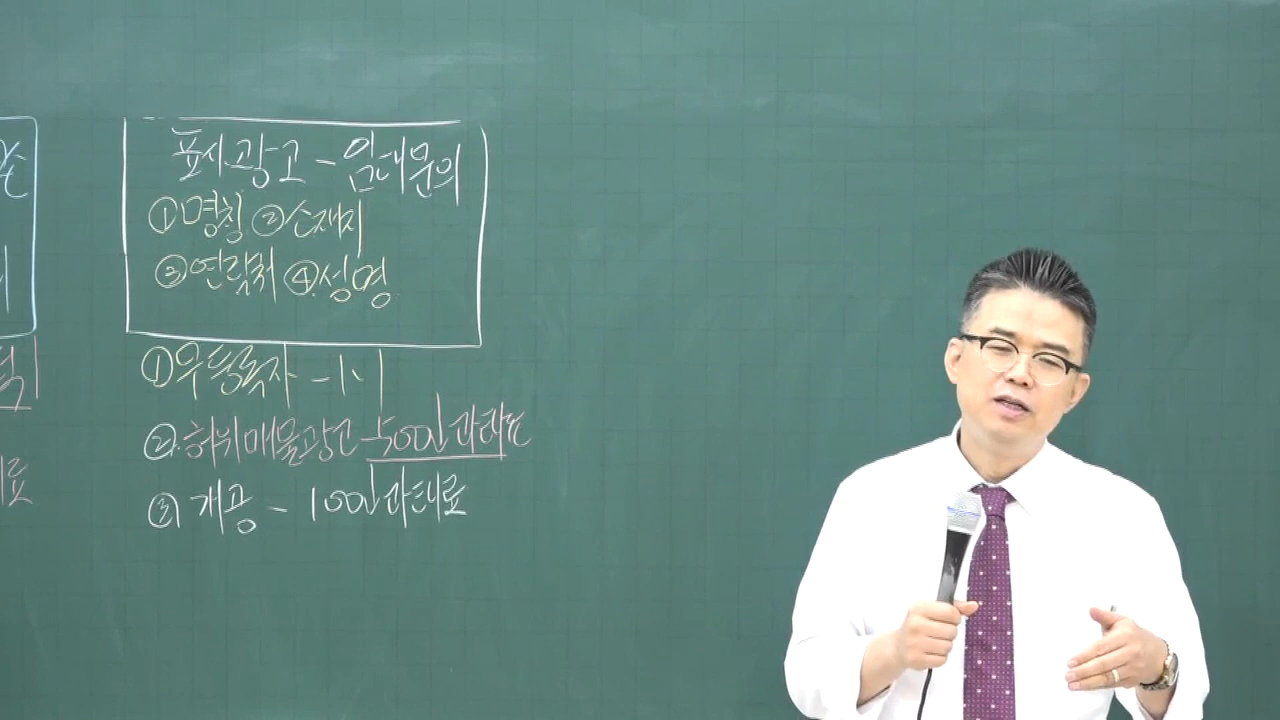 표시광고 - 임대문의
①명칭 ②소재지
③연락처 ④성명
①무등록자 - 1-1
②허위매물광고 - 500만 과태료
③개공 - 100만 과태료